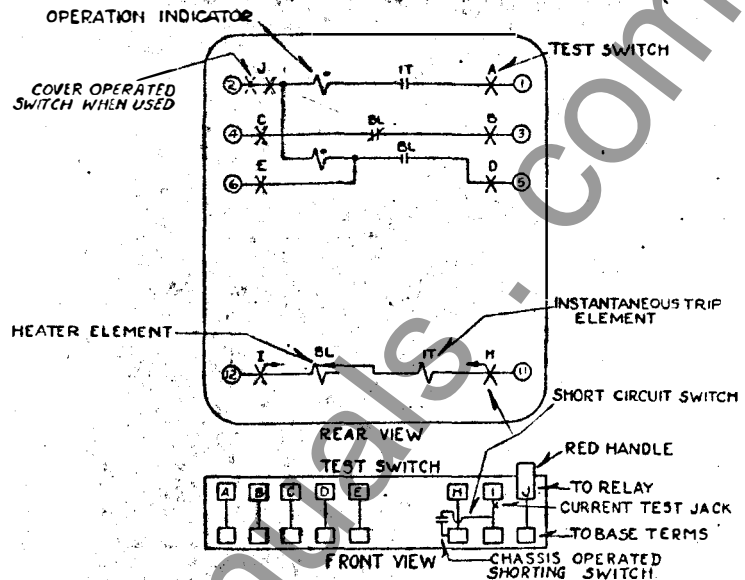 OPERATION INDICATOR
TEST SWITCH
COVER OPERATED
SWITCH WHEN USED
2 J IT A 1
4 C BL B 3
BL
6 E D 5
HEATER ELEMENT
INSTANTANEOUS TRIP
ELEMENT
12 I BL IT H 11
SHORT CIRCUIT SWITCH
REAR VIEW
TEST SWITCH
RED HANDLE
A B C D E H I J
TO RELAY
CURRENT TEST JACK
TO BASE TERMS
FRONT VIEW
CHASSIS OPERATED
SHORTING SWITCH
uals.com